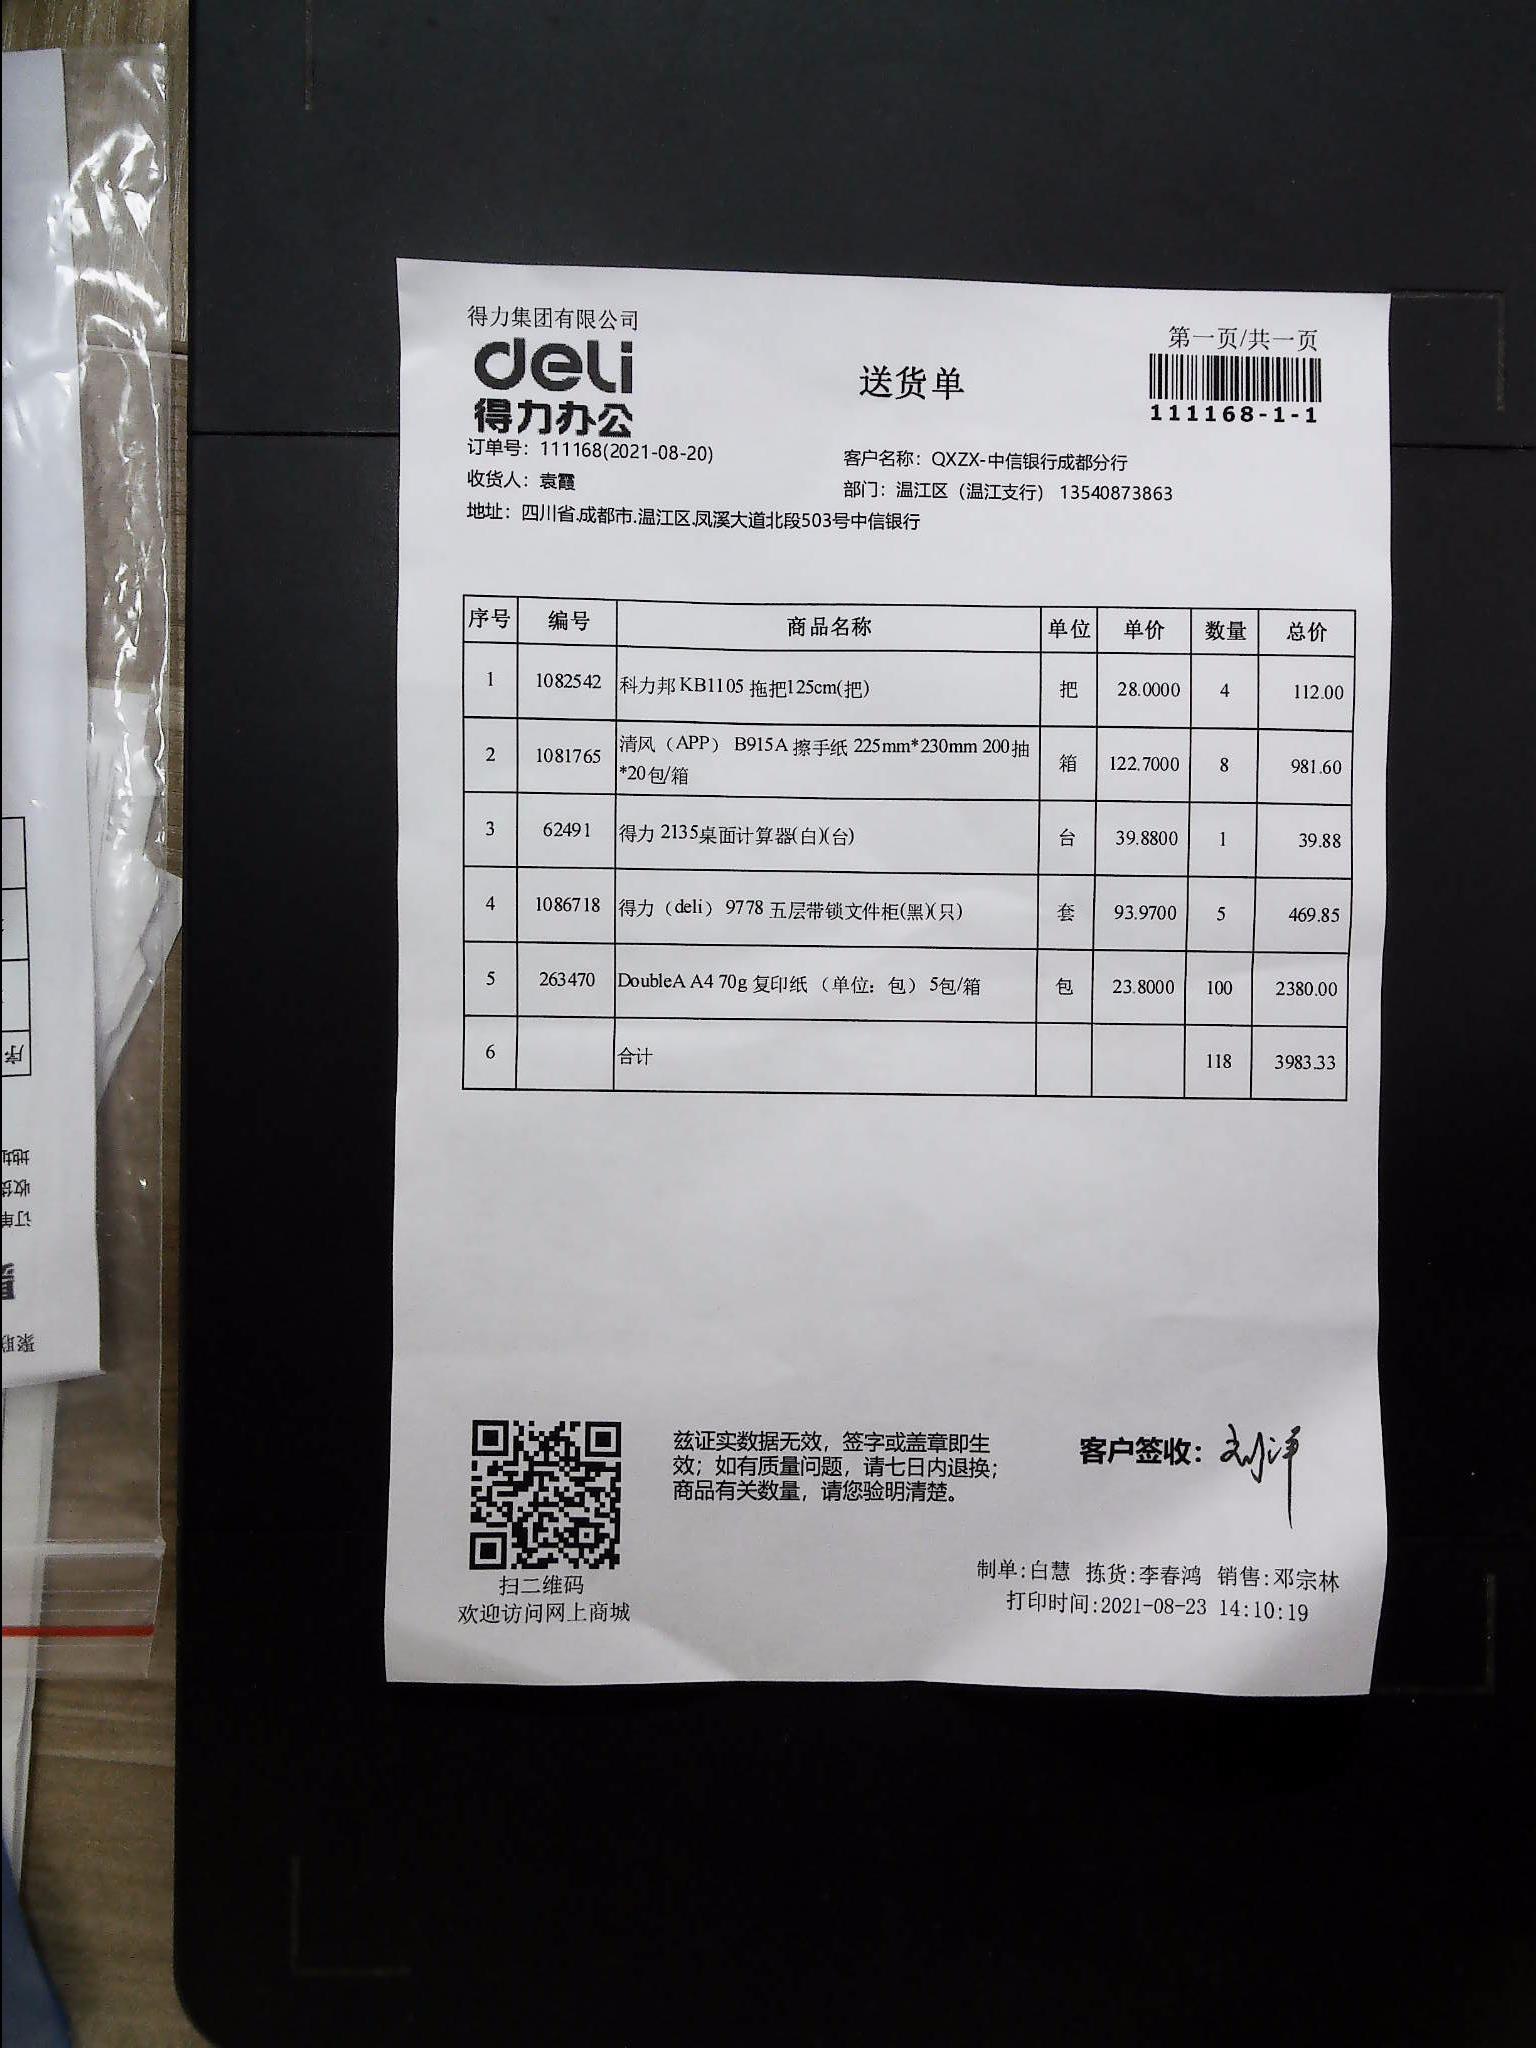 得力集团有限公司
deli
得力办公
送货单
第一页/共一页
111168-1-1
订单号：111168(2021-08-20)
客户名称：QXZX-中信银行成都分行
收货人：袁霞
部门：温江区（温江支行） 13540873863
地址：四川省.成都市.温江区.凤溪大道北段503号中信银行
序号 编号 商品名称 单位 单价 数量 总价
1 1082542 科力邦 KB1105 拖把125cm(把) 把 28.0000 4 112.00
2 1081765 清风（APP） B915A 擦手纸 225mm*230mm 200抽 箱 122.7000 8 981.60
*20包/箱
3 62491 得力 2135桌面计算器(白)(台) 台 39.8800 1 39.88
4 1086718 得力（deli）9778 五层带锁文件柜(黑)(只) 套 93.9700 5 469.85
5 263470 DoubleA A4 70g 复印纸 （单位：包） 5包/箱 包 23.8000 100 2380.00
6 合计 118 3983.33
兹证实数据无效，签字或盖章即生
效；如有质量问题，请七日内退换；
商品有关数量，请您验明清楚。
客户签收：刘洋
扫二维码
欢迎访问网上商城
制单:白慧 拣货:李春鸿 销售:邓宗林
打印时间:2021-08-23 14:10:19
序
地址
收货
订单
聚联